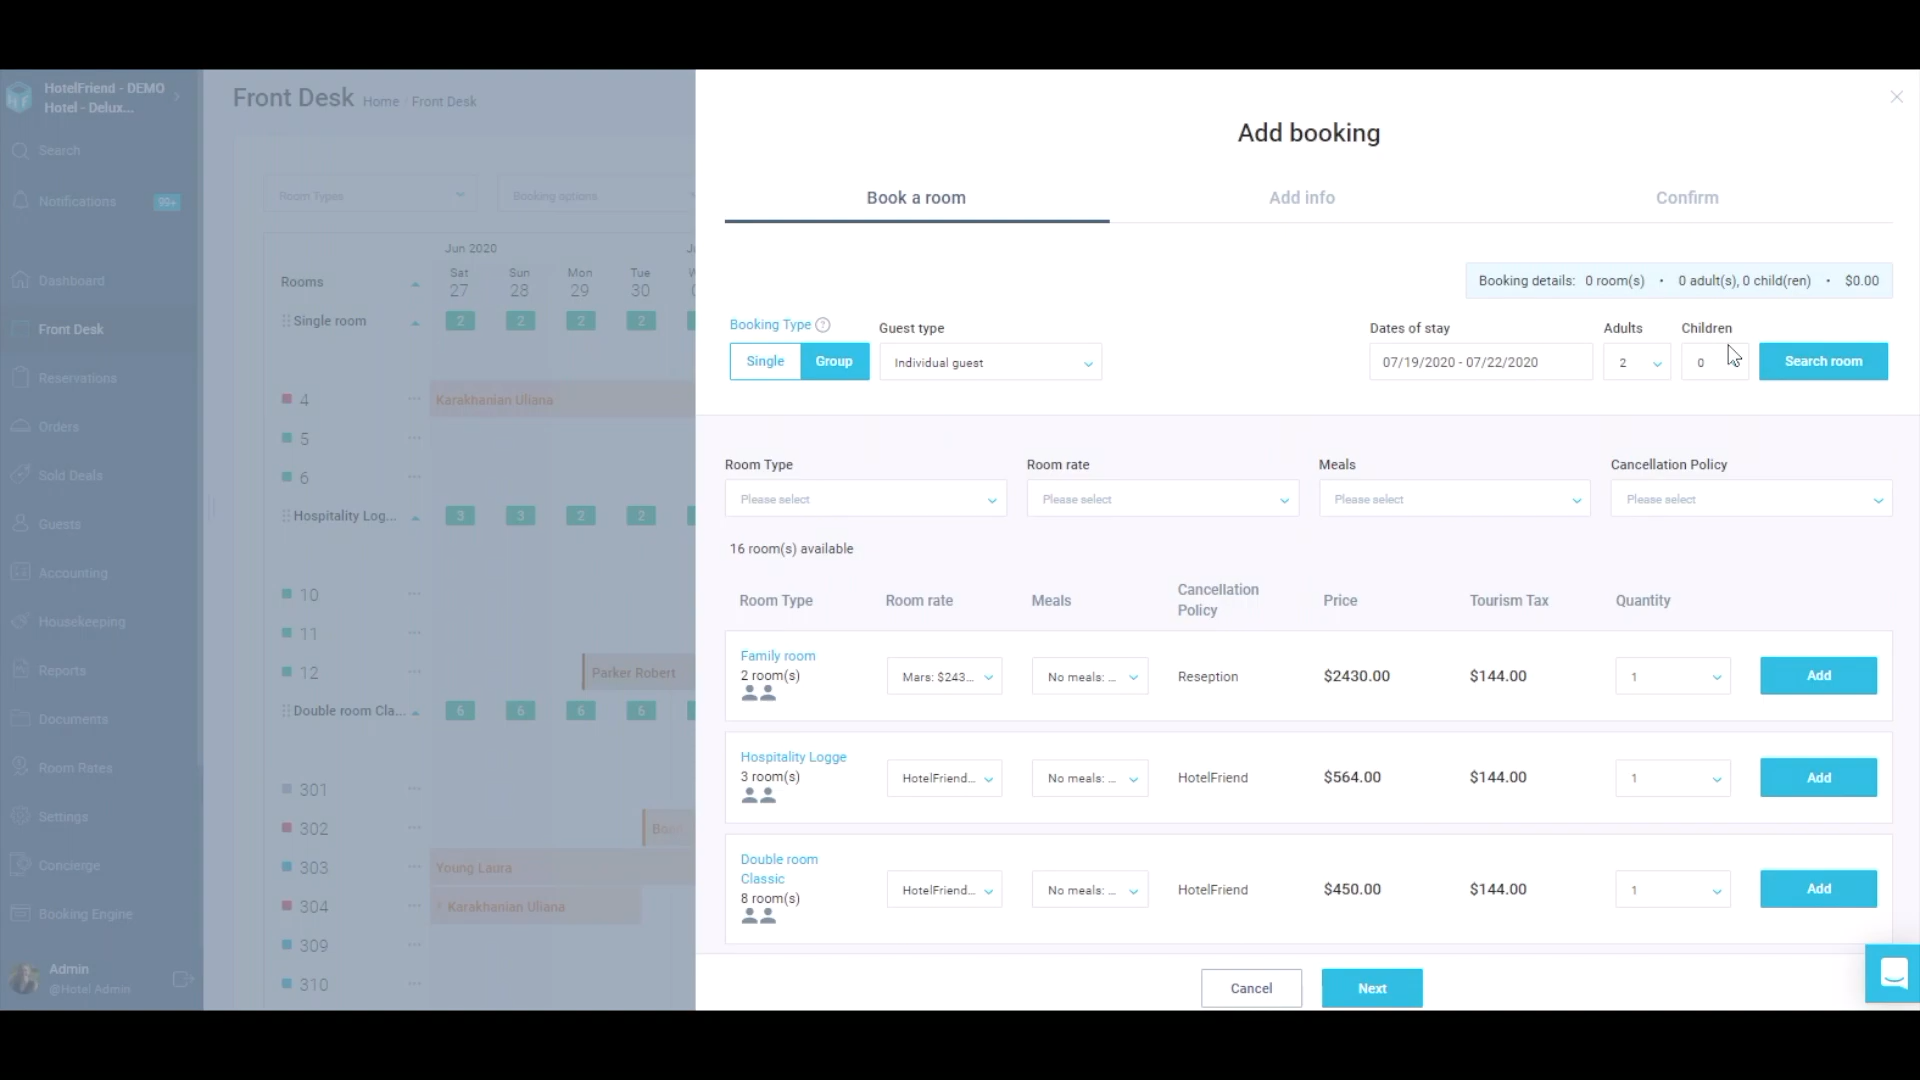 HotelFriend - DEMO
Hotel - Delux...
Search
Notifications 99+
Dashboard
Front Desk
Reservations
Orders
Sold Deals
Guests
Accounting
Housekeeping
Reports
Documents
Room Rates
Settings
Concierge
Booking Engine
Admin
@Hotel Admin
Front Desk Home Front Desk
Room Types Booking options
Jun 2020
Rooms
Sat Sun Mon Tue
27 28 29 30
Single room 2 2 2 2
4 Karakhanian Uliana
5
6
Hospitality Log... 3 3 2 2
10
11
12 Parker Robert
Double room Cla... 6 6 6 6
301
302
303 Young Laura
304 Karakhanian Uliana
309
310
Add booking
Book a room Add info Confirm
Booking details: 0 room(s) • 0 adult(s), 0 child(ren) • $0.00
Booking Type ? Guest type Dates of stay Adults Children
Single Group Individual guest 07/19/2020 - 07/22/2020 2 0 Search room
Room Type Room rate Meals Cancellation Policy
Please select Please select Please select Please select
16 room(s) available
Room Type Room rate Meals Cancellation Policy Price Tourism Tax Quantity
Family room
2 room(s)
Mars: $243... No meals: ... Reseption $2430.00 $144.00 1 Add
Hospitality Logge
3 room(s)
HotelFriend... No meals: ... HotelFriend $564.00 $144.00 1 Add
Double room
Classic
8 room(s)
HotelFriend... No meals: ... HotelFriend $450.00 $144.00 1 Add
Cancel Next